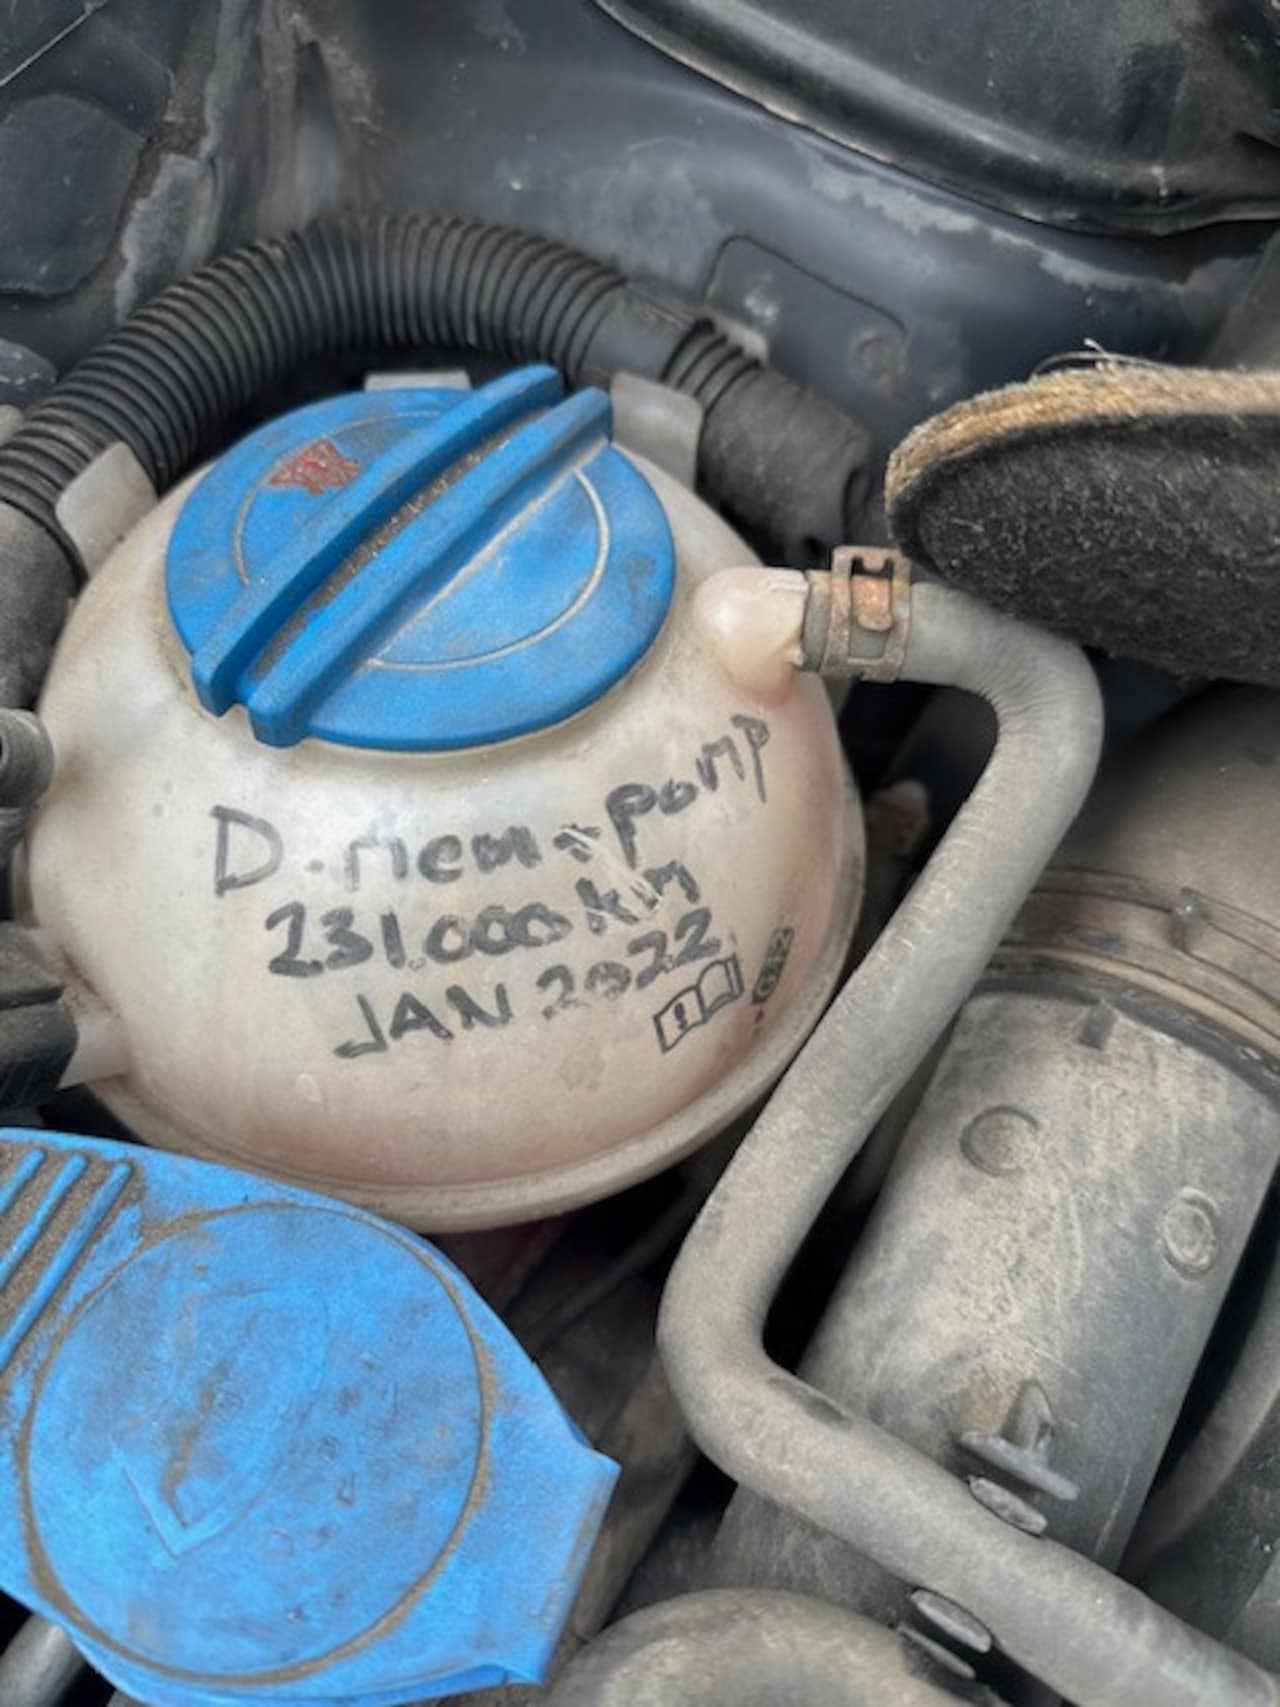 D.riem + pomp
231.000 km
JAN 2022